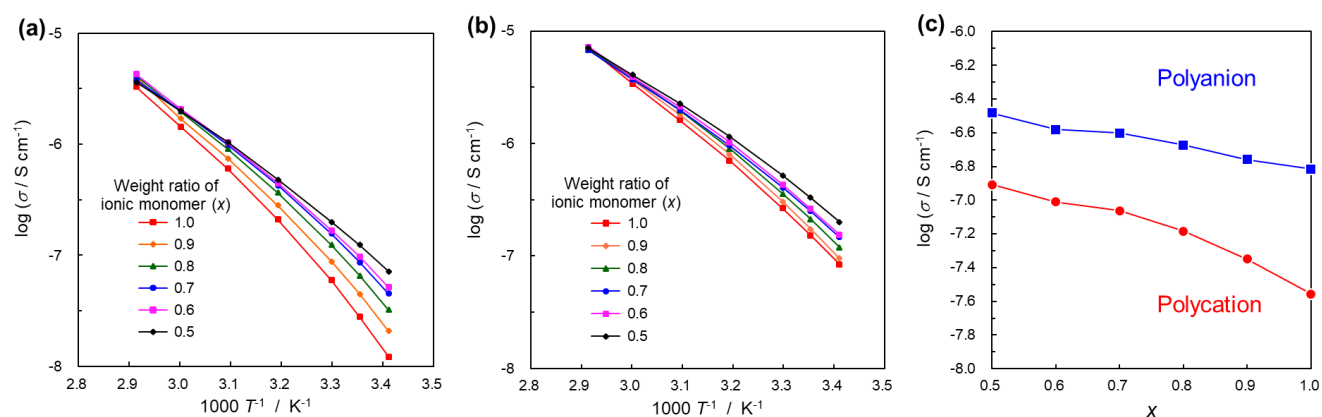 (a)
-5
-6
-7
-8
log (σ / S cm⁻¹)
Weight ratio of
ionic monomer (x)
1.0
0.9
0.8
0.7
0.6
0.5
2.8 2.9 3.0 3.1 3.2 3.3 3.4 3.5
1000 T⁻¹ / K⁻¹
(b)
-5
-6
-7
-8
log (σ / S cm⁻¹)
Weight ratio of
ionic monomer (x)
1.0
0.9
0.8
0.7
0.6
0.5
2.8 2.9 3.0 3.1 3.2 3.3 3.4 3.5
1000 T⁻¹ / K⁻¹
(c)
-6.0
-6.2
-6.4
-6.6
-6.8
-7.0
-7.2
-7.4
-7.6
-7.8
-8.0
log (σ / S cm⁻¹)
Polyanion
Polycation
0.5 0.6 0.7 0.8 0.9 1.0
x